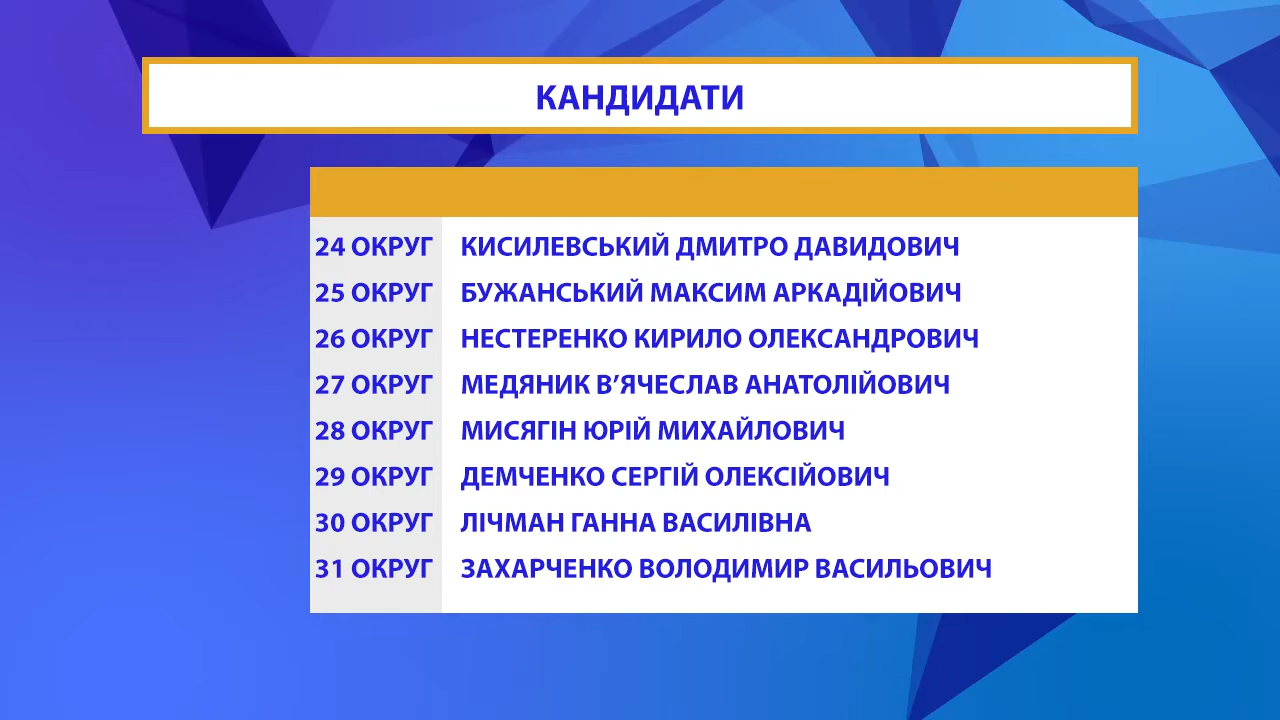 КАНДИДАТИ
24 ОКРУГ КИСИЛЕВСЬКИЙ ДМИТРО ДАВИДОВИЧ
25 ОКРУГ БУЖАНСЬКИЙ МАКСИМ АРКАДІЙОВИЧ
26 ОКРУГ НЕСТЕРЕНКО КИРИЛО ОЛЕКСАНДРОВИЧ
27 ОКРУГ МЕДЯНИК В’ЯЧЕСЛАВ АНАТОЛІЙОВИЧ
28 ОКРУГ МИСЯГІН ЮРІЙ МИХАЙЛОВИЧ
29 ОКРУГ ДЕМЧЕНКО СЕРГІЙ ОЛЕКСІЙОВИЧ
30 ОКРУГ ЛІЧМАН ГАННА ВАСИЛІВНА
31 ОКРУГ ЗАХАРЧЕНКО ВОЛОДИМИР ВАСИЛЬОВИЧ